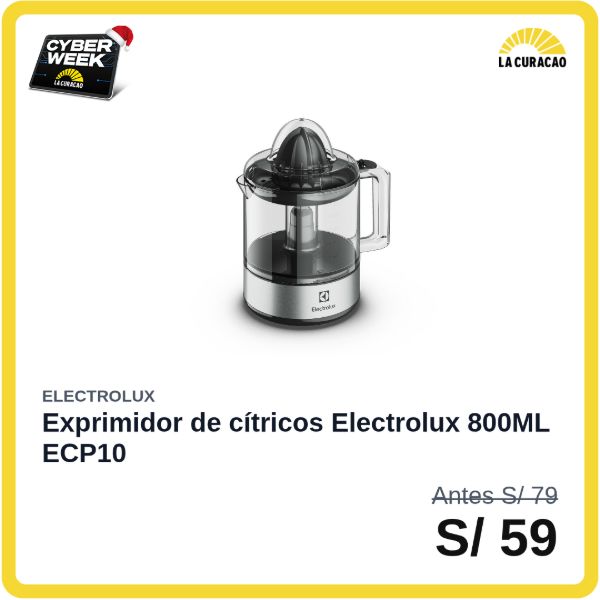 CYBER
WEEK
LA CURACAO
LA CURACAO
Electrolux
ELECTROLUX
Exprimidor de cítricos Electrolux 800ML
ECP10
Antes S/ 79
S/ 59